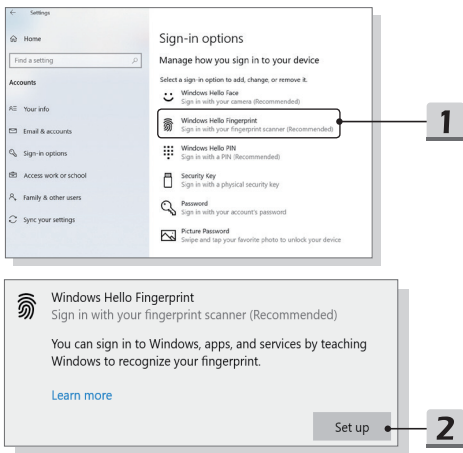 Settings
Home
Find a setting
Accounts
Your info
Email & accounts
Sign-in options
Access work or school
Family & other users
Sync your settings
Sign-in options
Manage how you sign in to your device
Select a sign-in option to add, change, or remove it.
Windows Hello Face
Sign in with your camera (Recommended)
Windows Hello Fingerprint
Sign in with your fingerprint scanner (Recommended)
Windows Hello PIN
Sign in with a PIN (Recommended)
Security Key
Sign in with a physical security key
Password
Sign in with your account's password
Picture Password
Swipe and tap your favorite photo to unlock your device
1
Windows Hello Fingerprint
Sign in with your fingerprint scanner (Recommended)
You can sign in to Windows, apps, and services by teaching
Windows to recognize your fingerprint.
Learn more
Set up
2